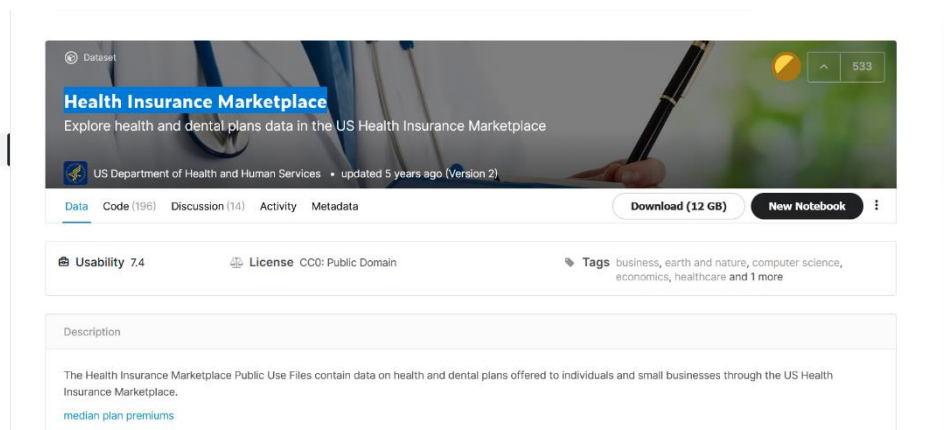 Dataset
533
Health Insurance Marketplace
Explore health and dental plans data in the US Health Insurance Marketplace
US Department of Health and Human Services • updated 5 years ago (Version 2)
Data Code (196) Discussion (14) Activity Metadata Download (12 GB) New Notebook
Usability 7.4 License CC0: Public Domain Tags business, earth and nature, computer science,
economics, healthcare and 1 more
Description
The Health Insurance Marketplace Public Use Files contain data on health and dental plans offered to individuals and small businesses through the US Health
Insurance Marketplace.
median plan premiums